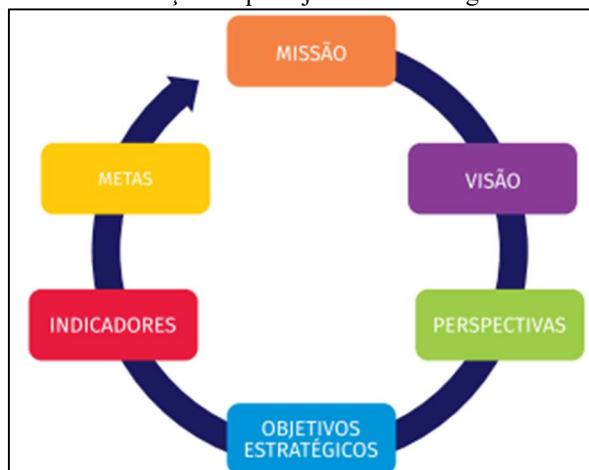 MISSÃO
VISÃO
PERSPECTIVAS
OBJETIVOS
ESTRATÉGICOS
INDICADORES
METAS